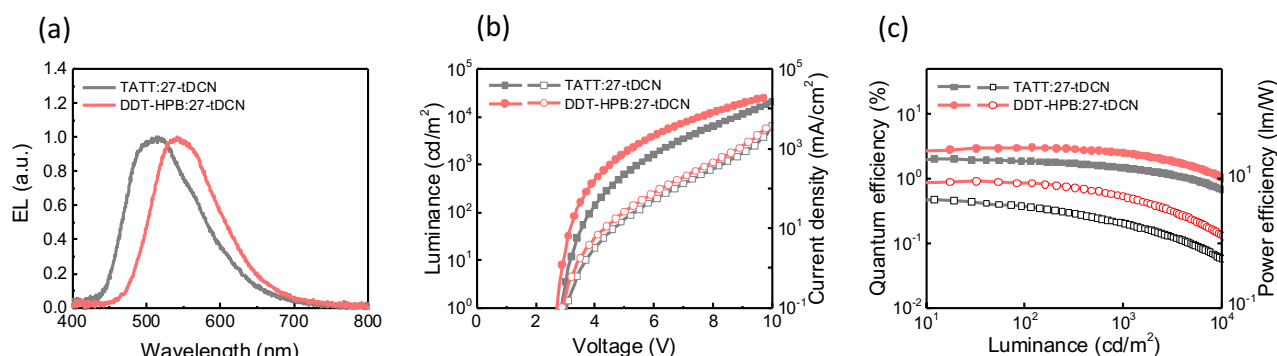 (a)
(b)
(c)
1.4
1.2
1.0
0.8
0.6
0.4
0.2
0.0
EL (a.u.)
TATT:27-tDCN
DDT-HPB:27-tDCN
400 500 600 700 800
Wavelength (nm)
10^5
10^4
10^3
10^2
10^1
10^0
Luminance (cd/m^2)
TATT:27-tDCN
DDT-HPB:27-tDCN
10^5
10^3
10^1
10^-1
Current density (mA/cm^2)
0 2 4 6 8 10
Voltage (V)
10^1
10^0
10^-1
10^-2
Quantum efficiency (%)
TATT:27-tDCN
DDT-HPB:27-tDCN
10^1
10^-1
Power efficiency (lm/W)
10^1 10^2 10^3 10^4
Luminance (cd/m^2)